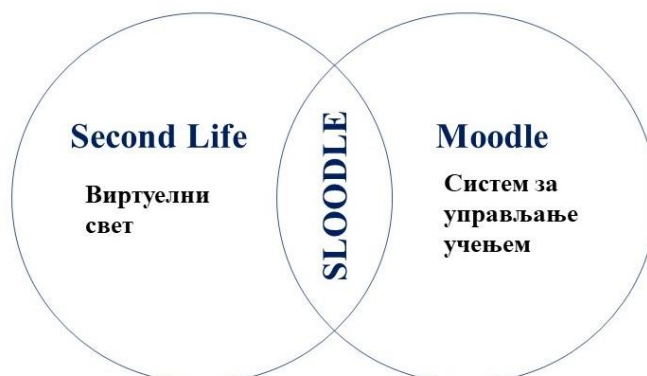 Second Life
Виртуелни
свет
SLOODLE
Moodle
Систем за
управљање
учењем